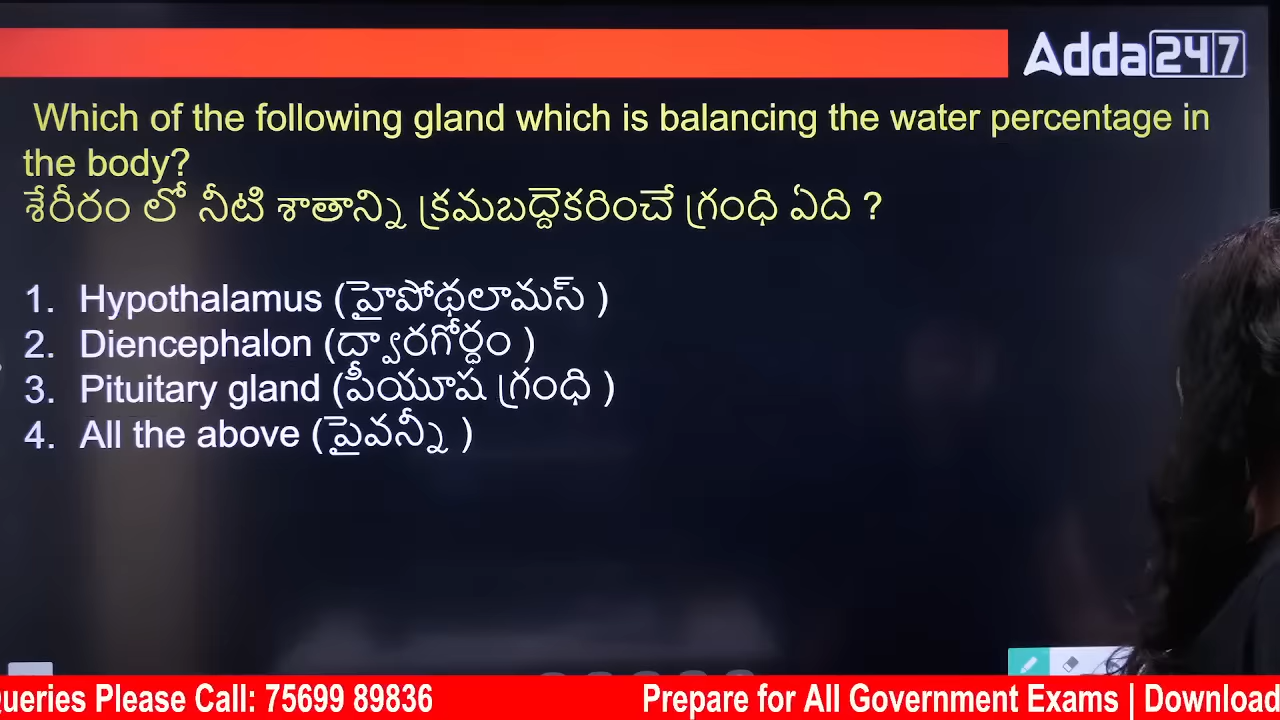 Adda247
Which of the following gland which is balancing the water percentage in
the body?
శేరీరం లో నీటి శాతాన్ని క్రమబద్దెకరించే గ్రంధి ఏది ?
1. Hypothalamus (హైపోథలామస్ )
2. Diencephalon (ద్వారగోర్ధం )
3. Pituitary gland (పీయూష గ్రంధి )
4. All the above (పైవన్నీ )
ueries Please Call: 75699 89836 Prepare for All Government Exams | Download